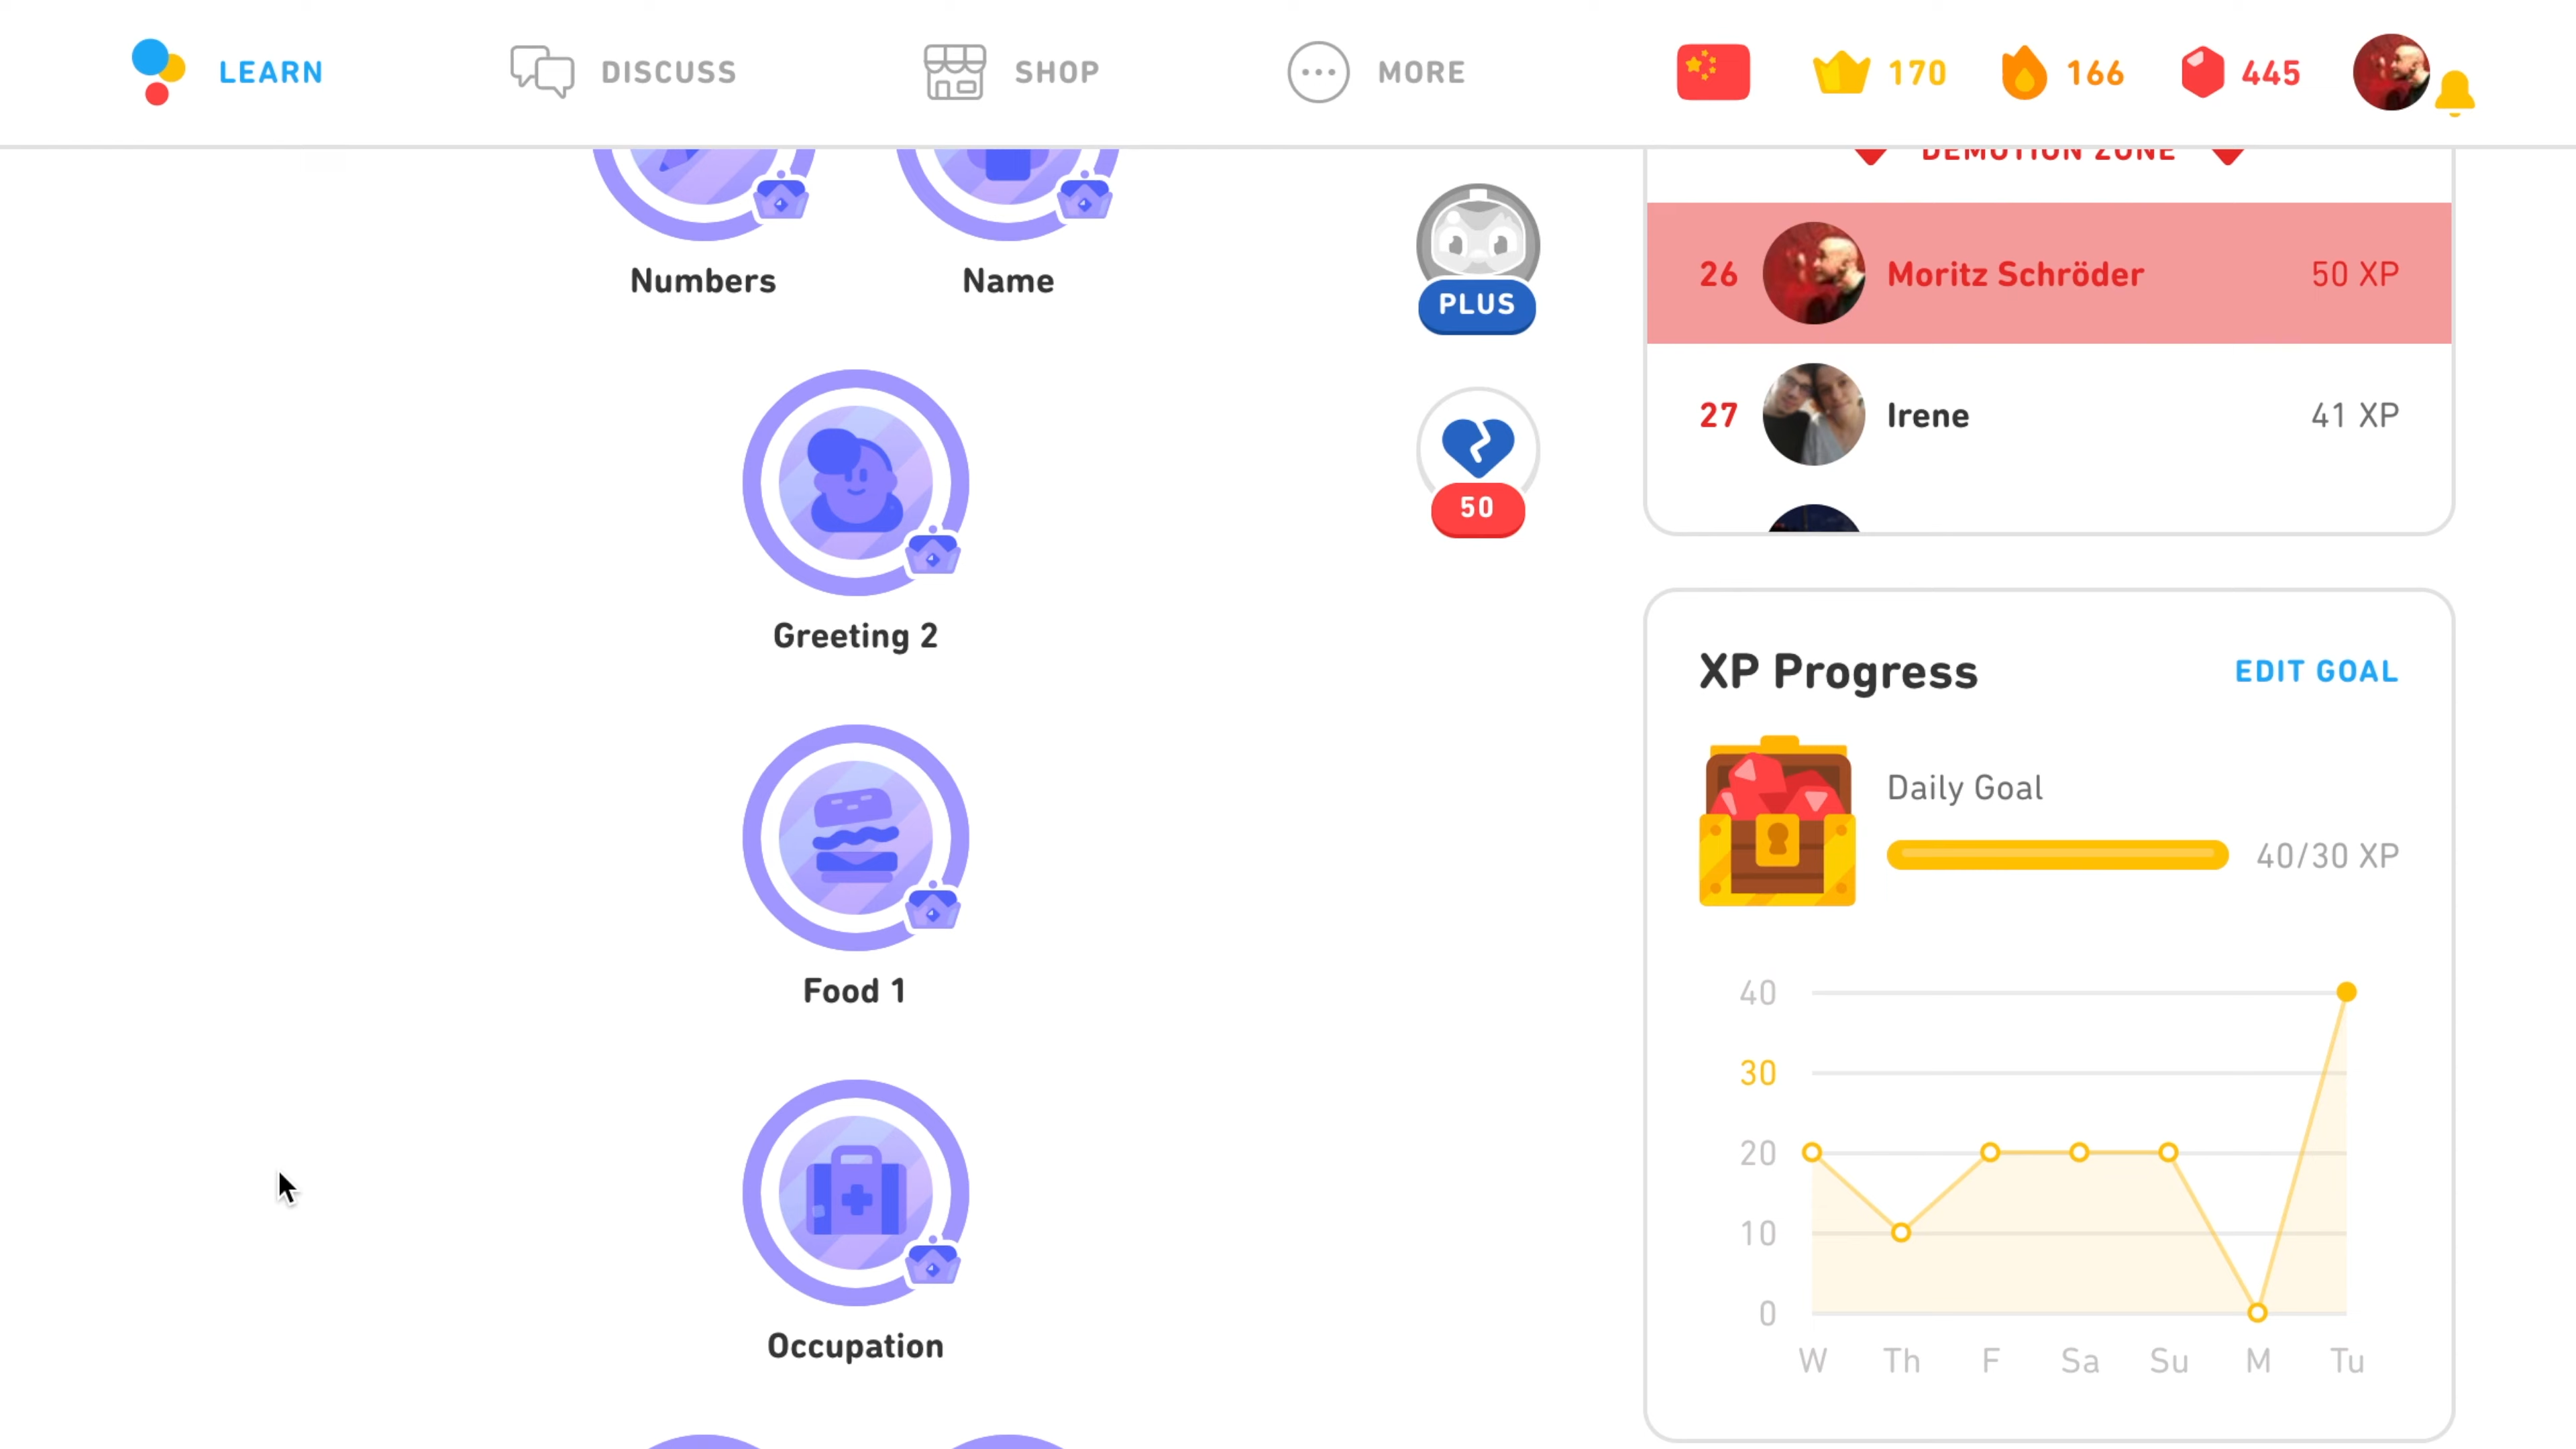 LEARN
DISCUSS
SHOP
MORE
170
166
445
Numbers
Name
Greeting 2
Food 1
Occupation
PLUS
50
DEMOTION ZONE
26 Moritz Schröder 50 XP
27 Irene 41 XP
XP Progress
EDIT GOAL
Daily Goal
40/30 XP
40
30
20
10
0
W Th F Sa Su M Tu